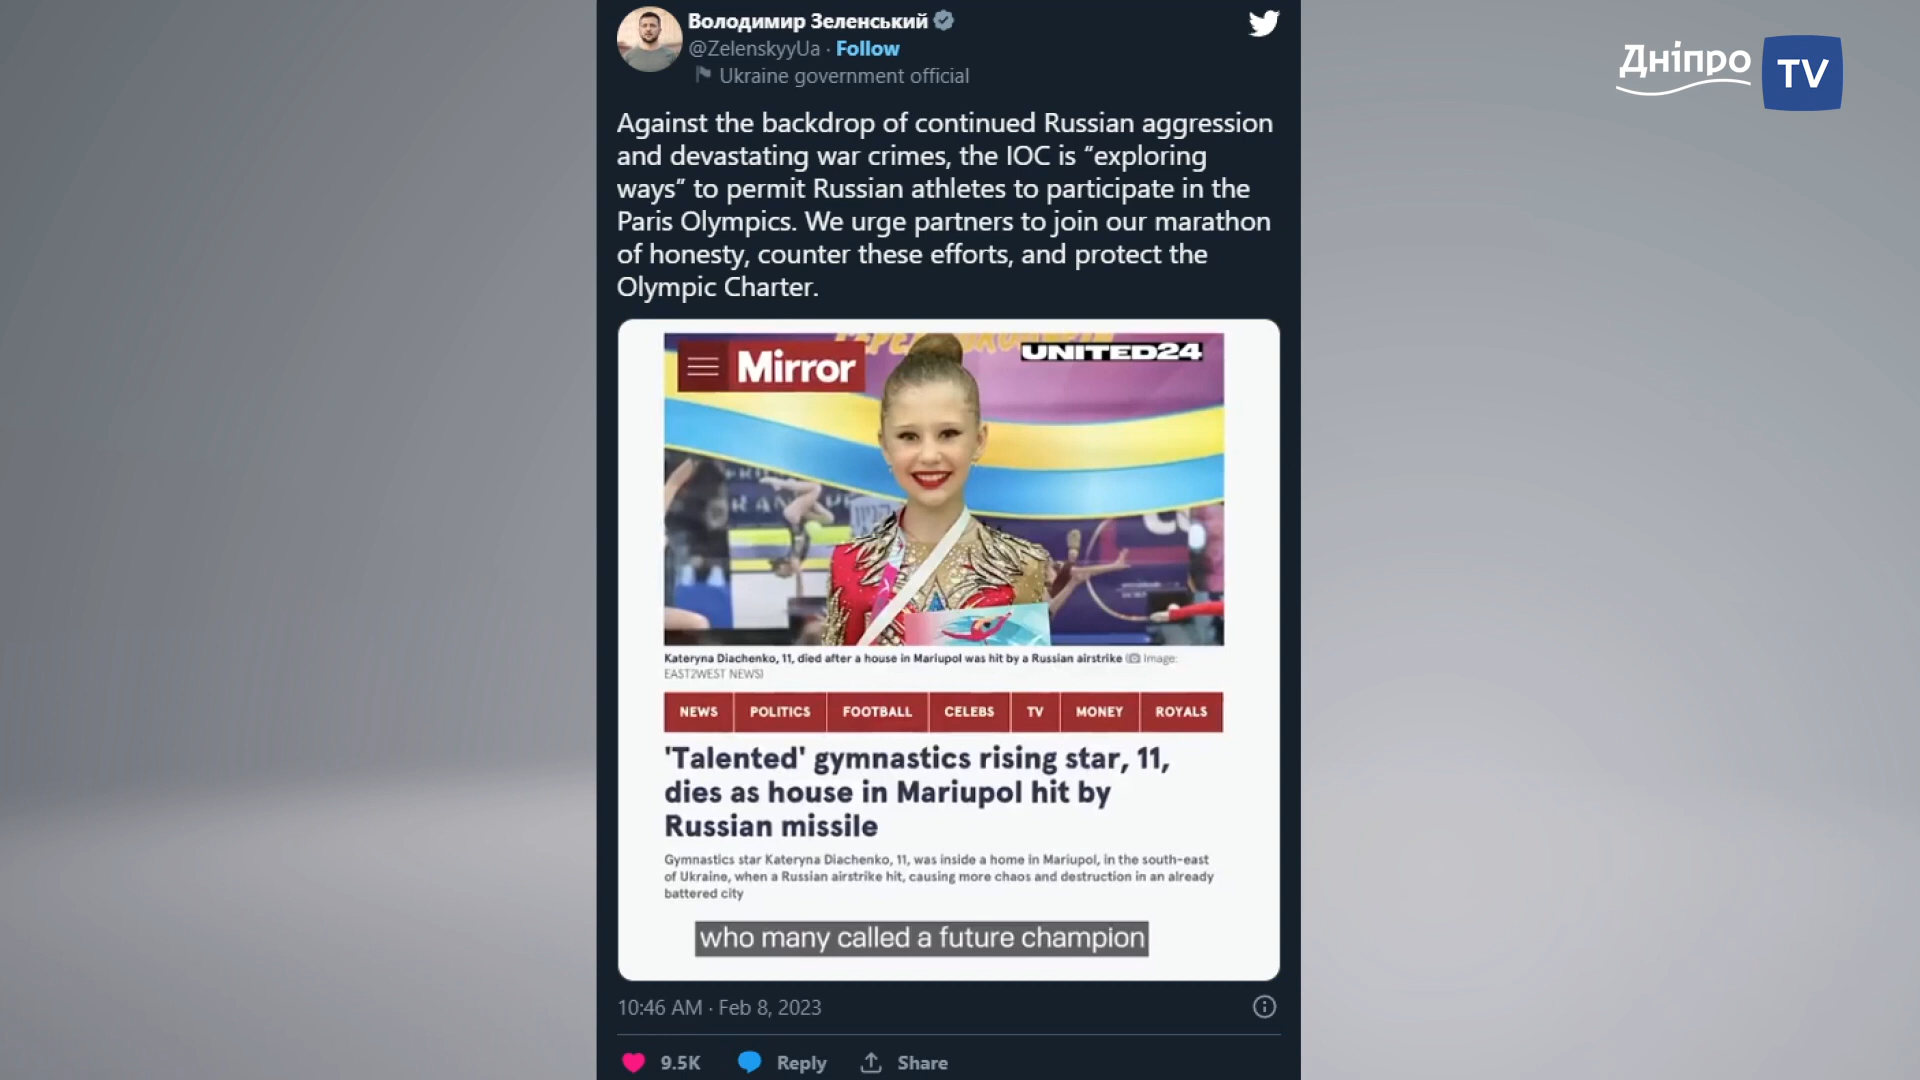 Володимир Зеленський
@ZelenskyyUa · Follow
Ukraine government official
Дніпро TV
Against the backdrop of continued Russian aggression
and devastating war crimes, the IOC is “exploring
ways” to permit Russian athletes to participate in the
Paris Olympics. We urge partners to join our marathon
of honesty, counter these efforts, and protect the
Olympic Charter.
Mirror
UNITED24
Kateryna Diachenko, 11, died after a house in Mariupol was hit by a Russian airstrike (Image:
EAST2WEST NEWS)
NEWS POLITICS FOOTBALL CELEBS TV MONEY ROYALS
'Talented' gymnastics rising star, 11,
dies as house in Mariupol hit by
Russian missile
Gymnastics star Kateryna Diachenko, 11, was inside a home in Mariupol, in the south-east
of Ukraine, when a Russian airstrike hit, causing more chaos and destruction in an already
battered city
who many called a future champion
10:46 AM · Feb 8, 2023
9.5K Reply Share